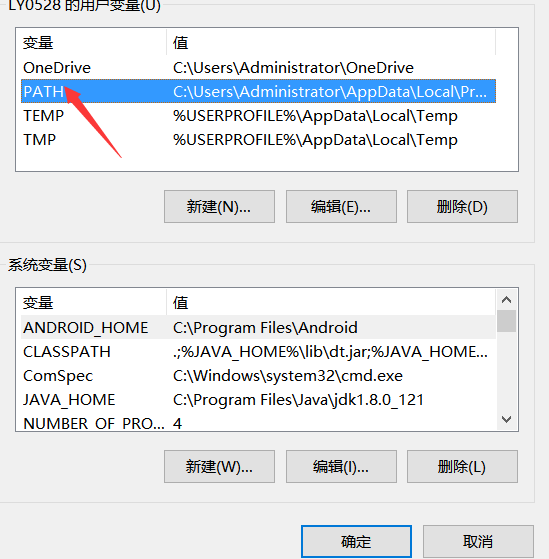 LY0528 的用户变量(U)
变量 值
OneDrive C:\Users\Administrator\OneDrive
PATH C:\Users\Administrator\AppData\Local\Pr...
TEMP %USERPROFILE%\AppData\Local\Temp
TMP %USERPROFILE%\AppData\Local\Temp
新建(N)... 编辑(E)... 删除(D)
系统变量(S)
变量 值
ANDROID_HOME C:\Program Files\Android
CLASSPATH .;%JAVA_HOME%\lib\dt.jar;%JAVA_HOME...
ComSpec C:\Windows\system32\cmd.exe
JAVA_HOME C:\Program Files\Java\jdk1.8.0_121
NUMBER_OF_PRO... 4
新建(W)... 编辑(I)... 删除(L)
确定 取消